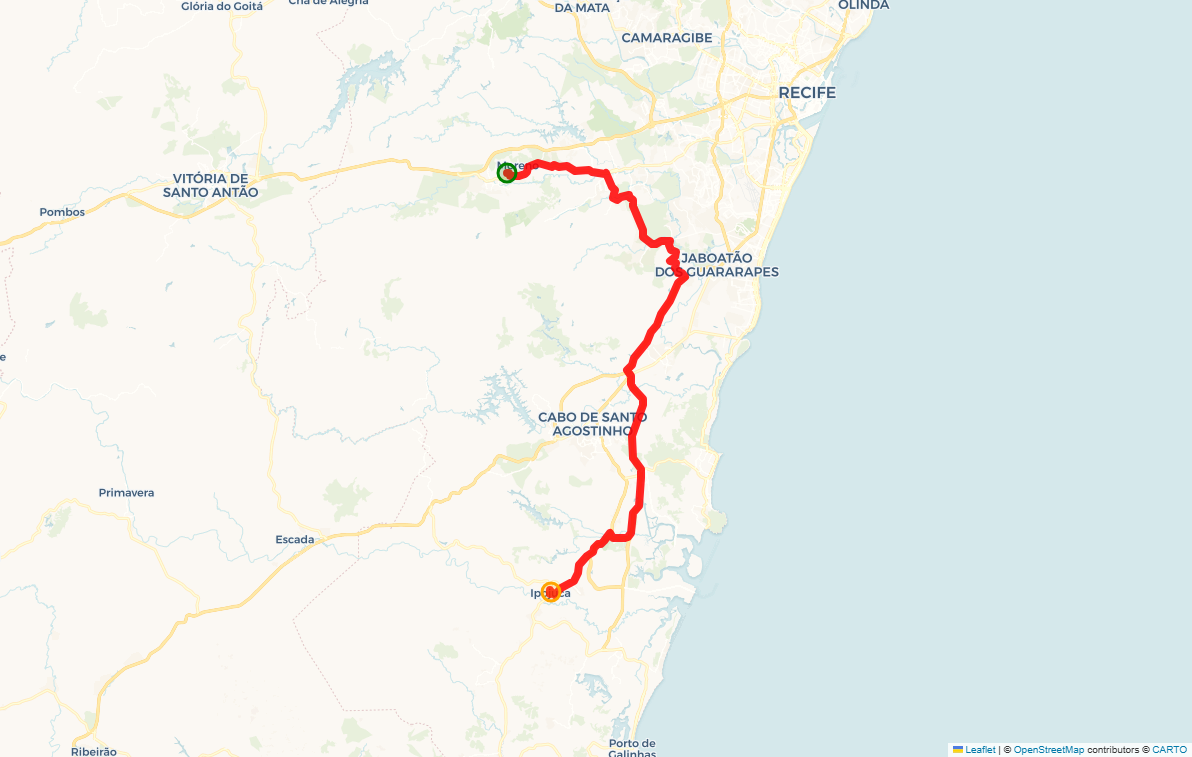 Glória do Goitá
Chã de Alegria
DA MATA
OLINDA
CAMARAGIBE
RECIFE
Moreno
VITÓRIA DE
SANTO ANTÃO
Pombos
JABOATÃO
DOS GUARARAPES
CABO DE SANTO
AGOSTINHO
Primavera
Escada
Ipojuca
Ribeirão
Porto de
Galinhas
Leaflet | © OpenStreetMap contributors © CARTO